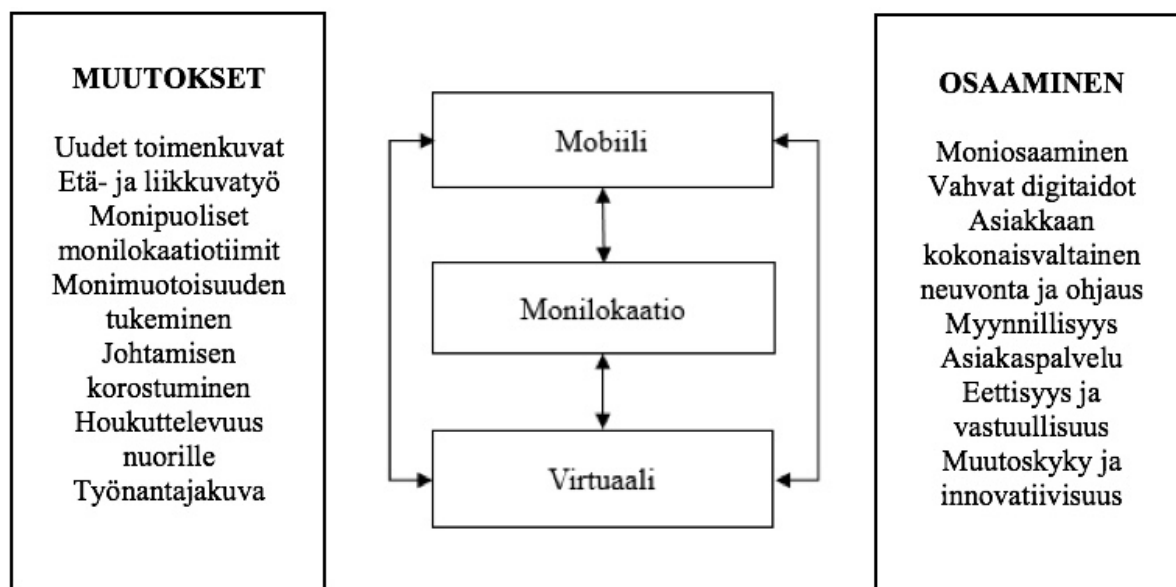 MUUTOKSET
Uudet toimenkuvat
Etä- ja liikkuvatyö
Monipuoliset
monilokaatiotiimit
Monimuotoisuuden
tukeminen
Johtamisen
korostuminen
Houkuttelevuus
nuorille
Työnantajakuva
Mobiili
Monilokaatio
Virtuaali
OSAAMINEN
Moniosaaminen
Vahvat digitaidot
Asiakkaan
kokonaisvaltainen
neuvonta ja ohjaus
Myynnillisyys
Asiakaspalvelu
Eettisyys ja
vastuullisuus
Muutoskyky ja
innovatiivisuus